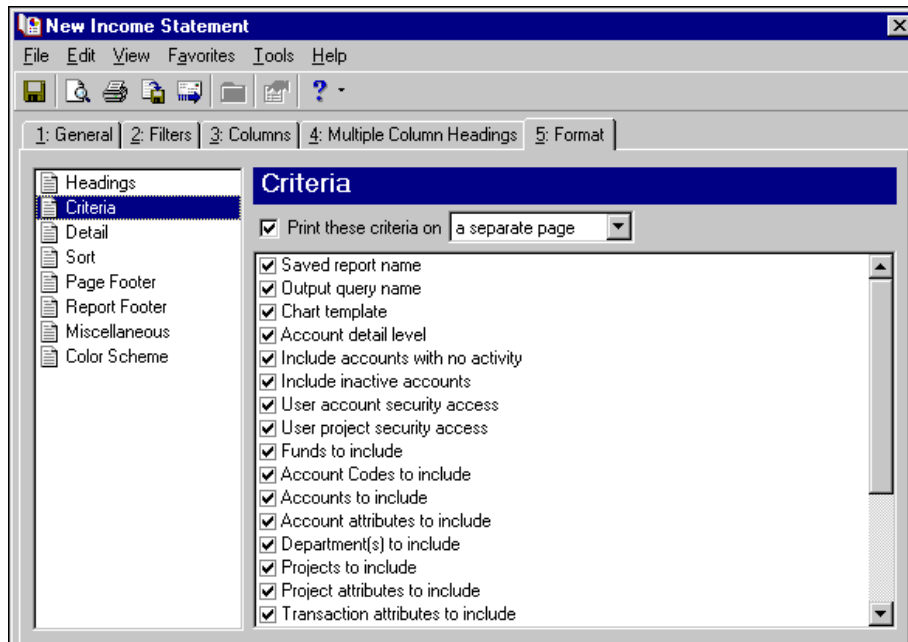 New Income Statement
File Edit View Favorites Tools Help
1: General 2: Filters 3: Columns 4: Multiple Column Headings 5: Format
Headings
Criteria
Detail
Sort
Page Footer
Report Footer
Miscellaneous
Color Scheme
Criteria
Print these criteria on a separate page
Saved report name
Output query name
Chart template
Account detail level
Include accounts with no activity
Include inactive accounts
User account security access
User project security access
Funds to include
Account Codes to include
Accounts to include
Account attributes to include
Department(s) to include
Projects to include
Project attributes to include
Transaction attributes to include